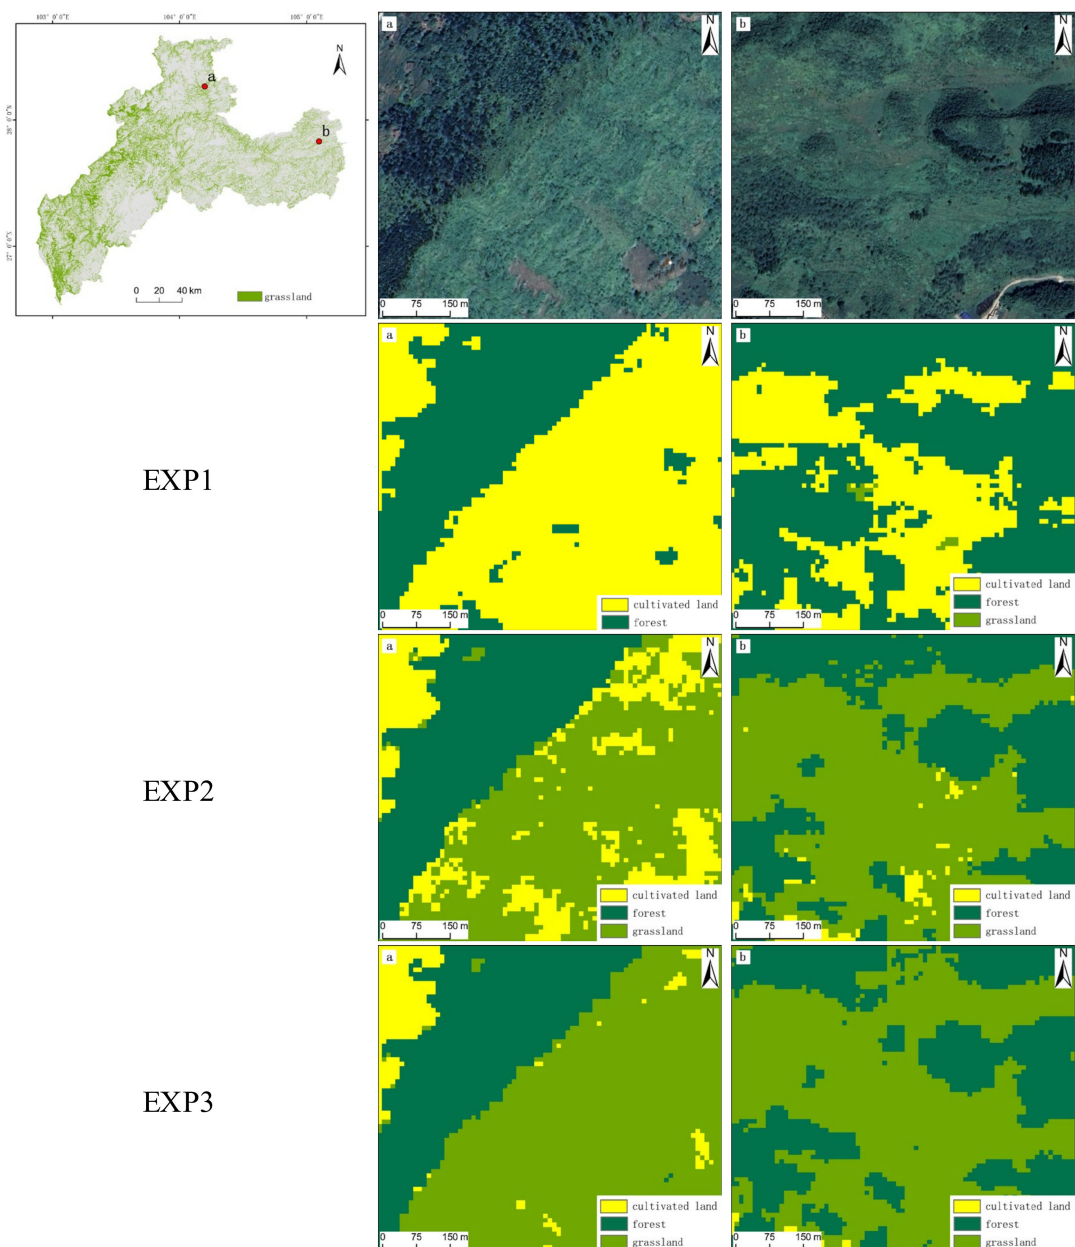 103° 0′ 0″E 104° 0′ 0″E 105° 0′ 0″E
28° 0′ 0″N
27° 0′ 0″N
N
a
b
0 20 40 km
grassland
a
N
0 75 150 m
b
N
0 75 150 m
EXP1
a
N
cultivated land
forest
0 75 150 m
b
N
cultivated land
forest
grassland
0 75 150 m
EXP2
a
N
cultivated land
forest
grassland
0 75 150 m
b
N
cultivated land
forest
grassland
0 75 150 m
EXP3
a
N
cultivated land
forest
grassland
0 75 150 m
b
N
cultivated land
forest
grassland
0 75 150 m